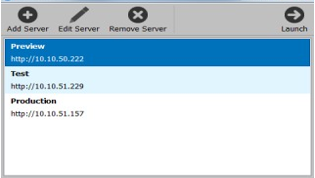 Add Server Edit Server Remove Server Launch
Preview
http://10.10.50.222
Test
http://10.10.51.229
Production
http://10.10.51.157